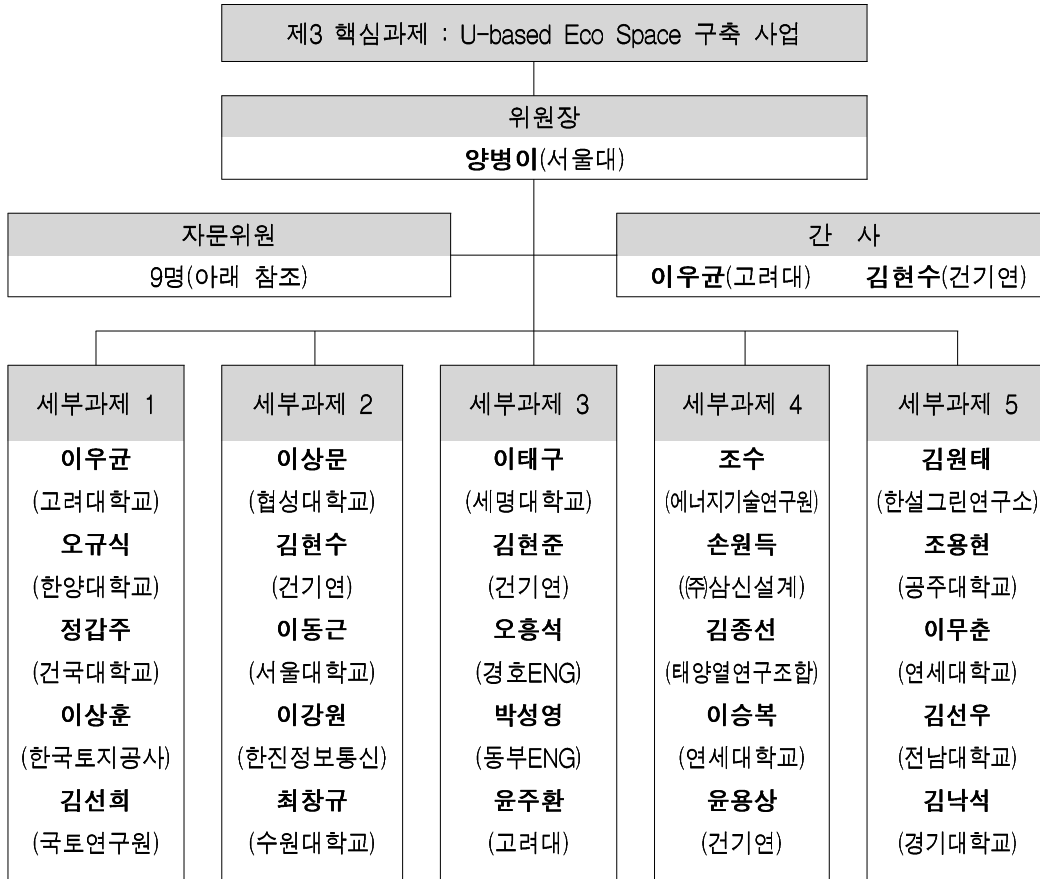 제3 핵심과제 : U-based Eco Space 구축 사업
위원장
양병이(서울대)
자문위원
9명(아래 참조)
간 사
이우균(고려대) 김현수(건기연)
세부과제 1
이우균
(고려대학교)
오규식
(한양대학교)
정갑주
(건국대학교)
이상훈
(한국토지공사)
김선희
(국토연구원)
세부과제 2
이상문
(협성대학교)
김현수
(건기연)
이동근
(서울대학교)
이강원
(한진정보통신)
최창규
(수원대학교)
세부과제 3
이태구
(세명대학교)
김현준
(건기연)
오흥석
(경호ENG)
박성영
(동부ENG)
윤주환
(고려대)
세부과제 4
조수
(에너지기술연구원)
손원득
(㈜삼신설계)
김종선
(태양열연구조합)
이승복
(연세대학교)
윤용상
(건기연)
세부과제 5
김원태
(한설그린연구소)
조용현
(공주대학교)
이무춘
(연세대학교)
김선우
(전남대학교)
김낙석
(경기대학교)